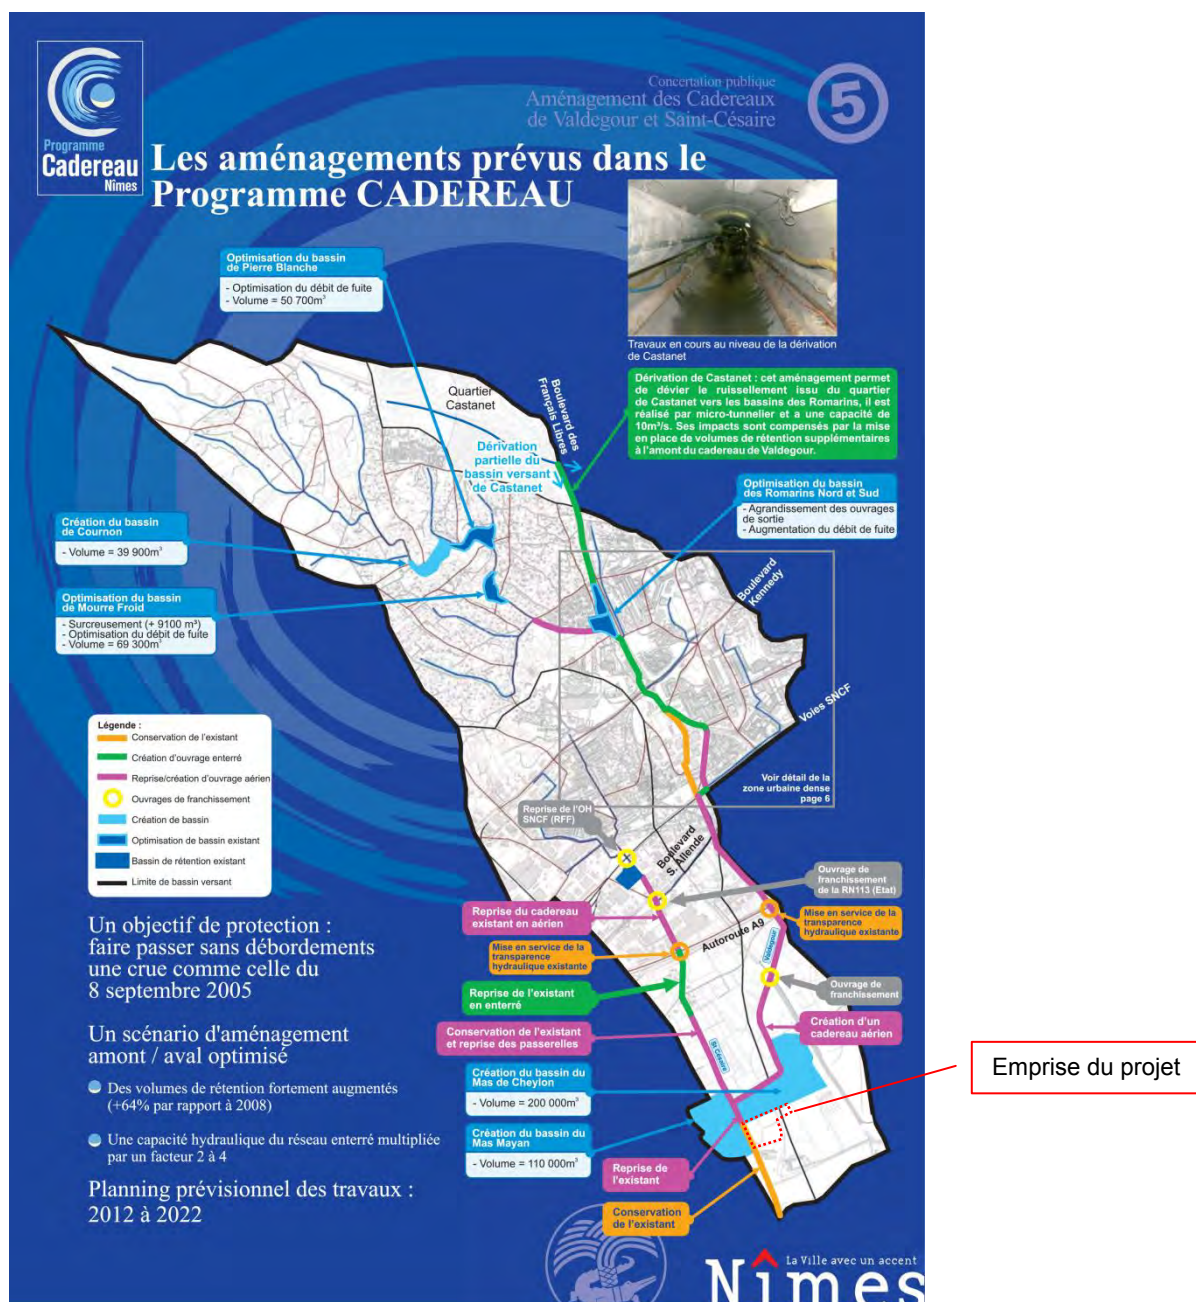 Concertation publique
Aménagement des Cadereaux
de Valdegour et Saint-Césaire
5
Programme
Cadereau
Nîmes
Les aménagements prévus dans le
Programme CADEREAU
Travaux en cours au niveau de la dérivation
de Castanet
Optimisation du bassin
de Pierre Blanche
- Optimisation du débit de fuite
- Volume = 50 700m³
Dérivation de Castanet : cet aménagement permet
de dévier le ruissellement issu du quartier
de Castanet vers les bassins des Romarins, il est
réalisé par micro-tunnelier et a une capacité de
10m³/s. Ses impacts sont compensés par la mise
en place de volumes de rétention supplémentaires
à l'amont du cadereau de Valdegour.
Quartier
Castanet
Boulevard des
Français Libres
Dérivation
partielle du
bassin versant
de Castanet
Optimisation du bassin
des Romarins Nord et Sud
- Agrandissement des ouvrages
de sortie
- Augmentation du débit de fuite
Création du bassin
de Cournon
- Volume = 39 900m³
Optimisation du bassin
de Mourre Froid
- Surcreusement (+ 9100 m³)
- Optimisation du débit de fuite
- Volume = 69 300m³
Boulevard
Kennedy
Voies SNCF
Voir détail de la
zone urbaine dense
page 6
Légende :
Conservation de l'existant
Création d'ouvrage enterré
Reprise/création d'ouvrage aérien
Ouvrages de franchissement
Création de bassin
Optimisation de bassin existant
Bassin de rétention existant
Limite de bassin versant
Reprise de l'OH
SNCF (RFF)
Boulevard
S. Allende
Ouvrage de
franchissement
de la RN113 (Etat)
Reprise du cadereau
existant en aérien
Mise en service de la
transparence
hydraulique existante
Autoroute A9
Mise en service de la
transparence
hydraulique existante
Valdegour
Reprise de l'existant
en enterré
Ouvrage de
franchissement
Conservation de l'existant
et reprise des passerelles
Création d'un
cadereau aérien
St Césaire
Création du bassin du
Mas de Cheylon
- Volume = 200 000m³
Création du bassin du
Mas Mayan
- Volume = 110 000m³
Reprise de
l'existant
Conservation
de l'existant
Emprise du projet
Un objectif de protection :
faire passer sans débordements
une crue comme celle du
8 septembre 2005
Un scénario d'aménagement
amont / aval optimisé
Des volumes de rétention fortement augmentés
(+64% par rapport à 2008)
Une capacité hydraulique du réseau enterré multipliée
par un facteur 2 à 4
Planning prévisionnel des travaux :
2012 à 2022
La Ville avec un accent
Nîmes